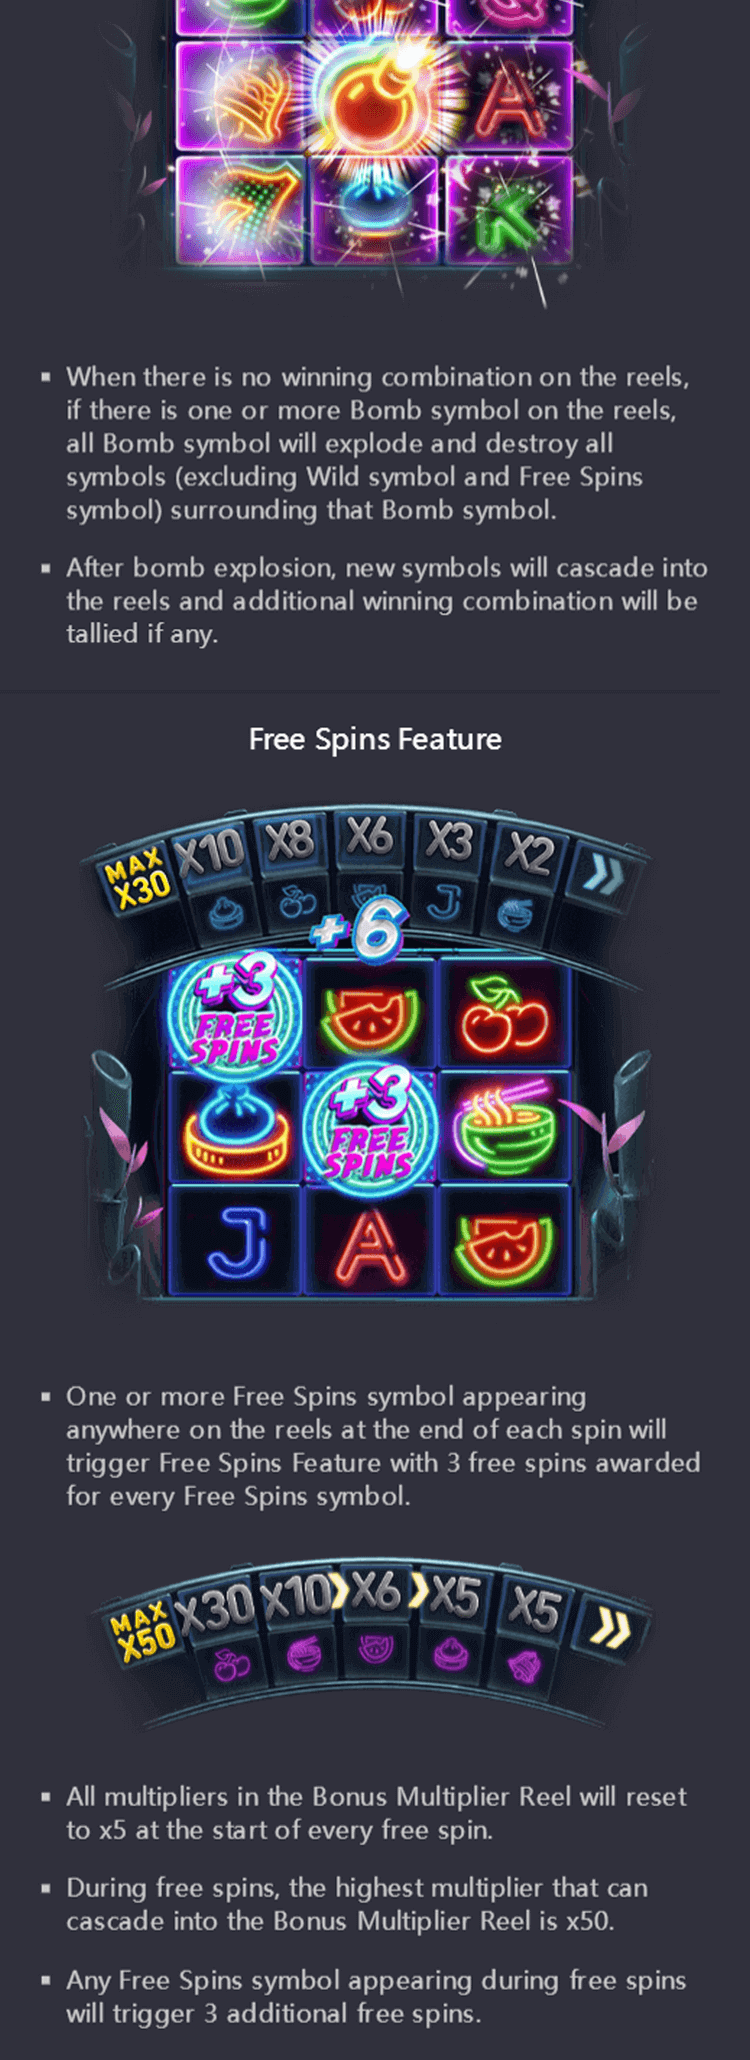 A
7
K
When there is no winning combination on the reels,
if there is one or more Bomb symbol on the reels,
all Bomb symbol will explode and destroy all
symbols (excluding Wild symbol and Free Spins
symbol) surrounding that Bomb symbol.
After bomb explosion, new symbols will cascade into
the reels and additional winning combination will be
tallied if any.
Free Spins Feature
MAX X30 X10 X8 X6 X3 X2
J
+6
+3
FREE
SPINS
+3
FREE
SPINS
J A
One or more Free Spins symbol appearing
anywhere on the reels at the end of each spin will
trigger Free Spins Feature with 3 free spins awarded
for every Free Spins symbol.
MAX X50 X30 X10 X6 X5 X5
All multipliers in the Bonus Multiplier Reel will reset
to x5 at the start of every free spin.
During free spins, the highest multiplier that can
cascade into the Bonus Multiplier Reel is x50.
Any Free Spins symbol appearing during free spins
will trigger 3 additional free spins.